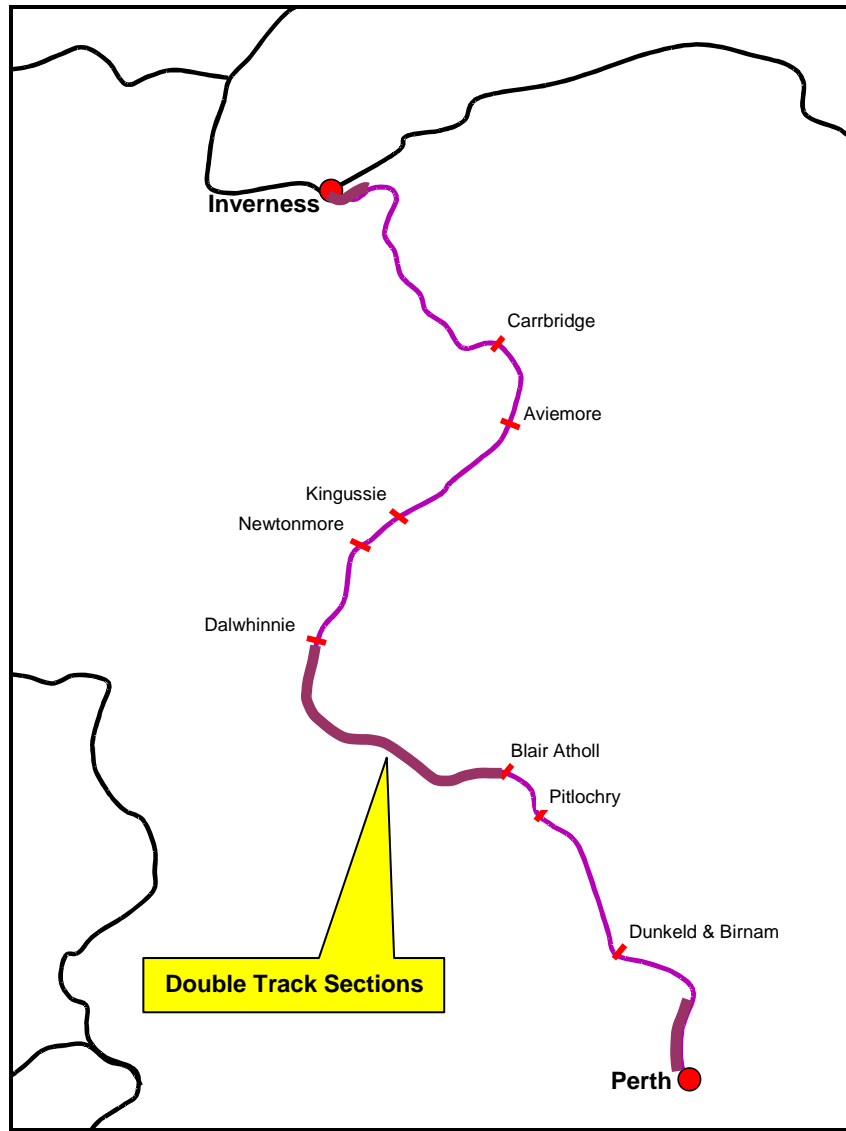 Inverness
Carrbridge
Aviemore
Kingussie
Newtonmore
Dalwhinnie
Blair Atholl
Pitlochry
Dunkeld & Birnam
Double Track Sections
Perth